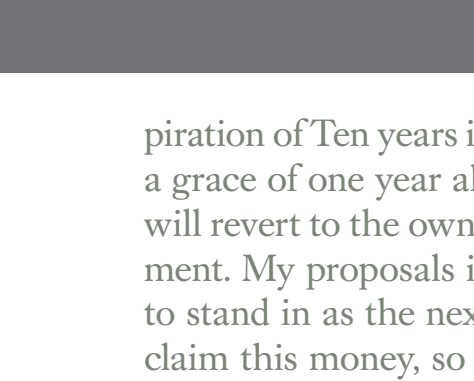 piration of Ten years i
a grace of one year al
will revert to the own
ment. My proposals i
to stand in as the nex
claim this money, so